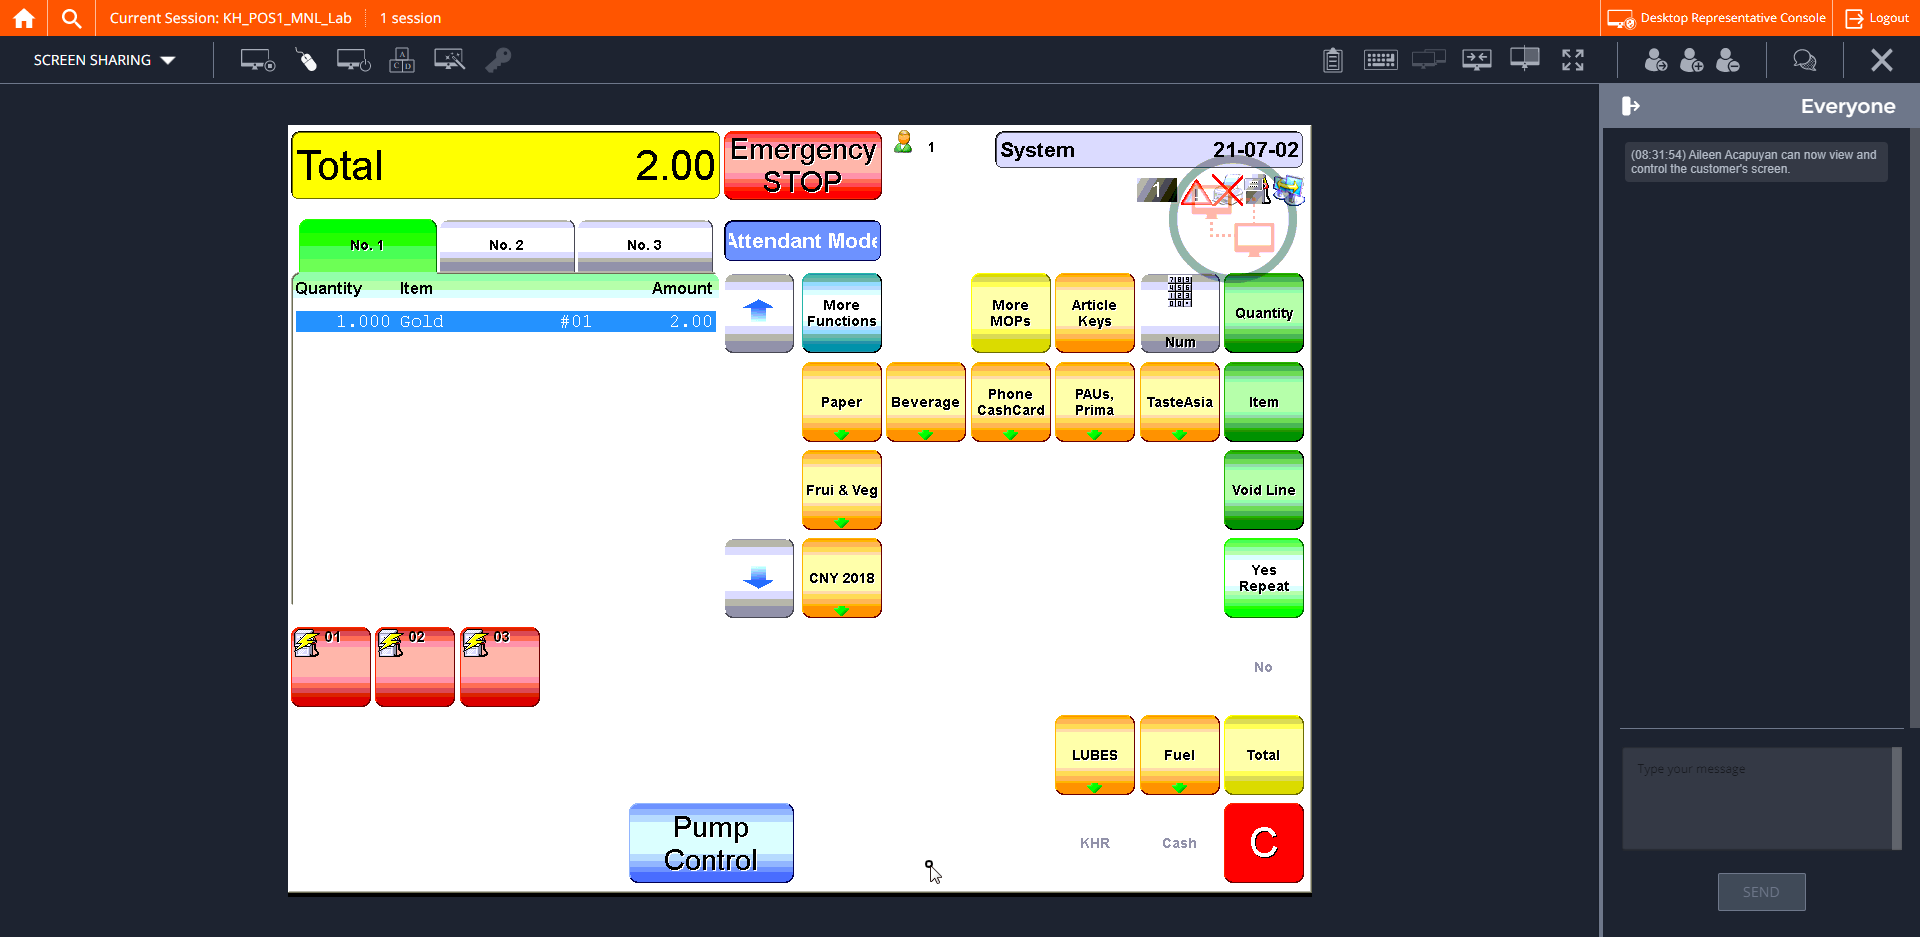 Current Session: KH_POS1_MNL_Lab
1 session
Desktop Representative Console
Logout
SCREEN SHARING
Everyone
(08:31:54) Aileen Acapuyan can now view and
control the customer's screen.
Total 2.00
Emergency
STOP
1
System 21-07-02
1
No. 1
No. 2
No. 3
Attendant Mode
Quantity Item Amount
1.000 Gold #01 2.00
More
Functions
More
MOPs
Article
Keys
Num
Quantity
Paper
Beverage
Phone
CashCard
PAUs,
Prima
TasteAsia
Item
Frui & Veg
Void Line
CNY 2018
Yes
Repeat
01
02
03
No
LUBES
Fuel
Total
Pump
Control
KHR
Cash
C
Type your message
SEND